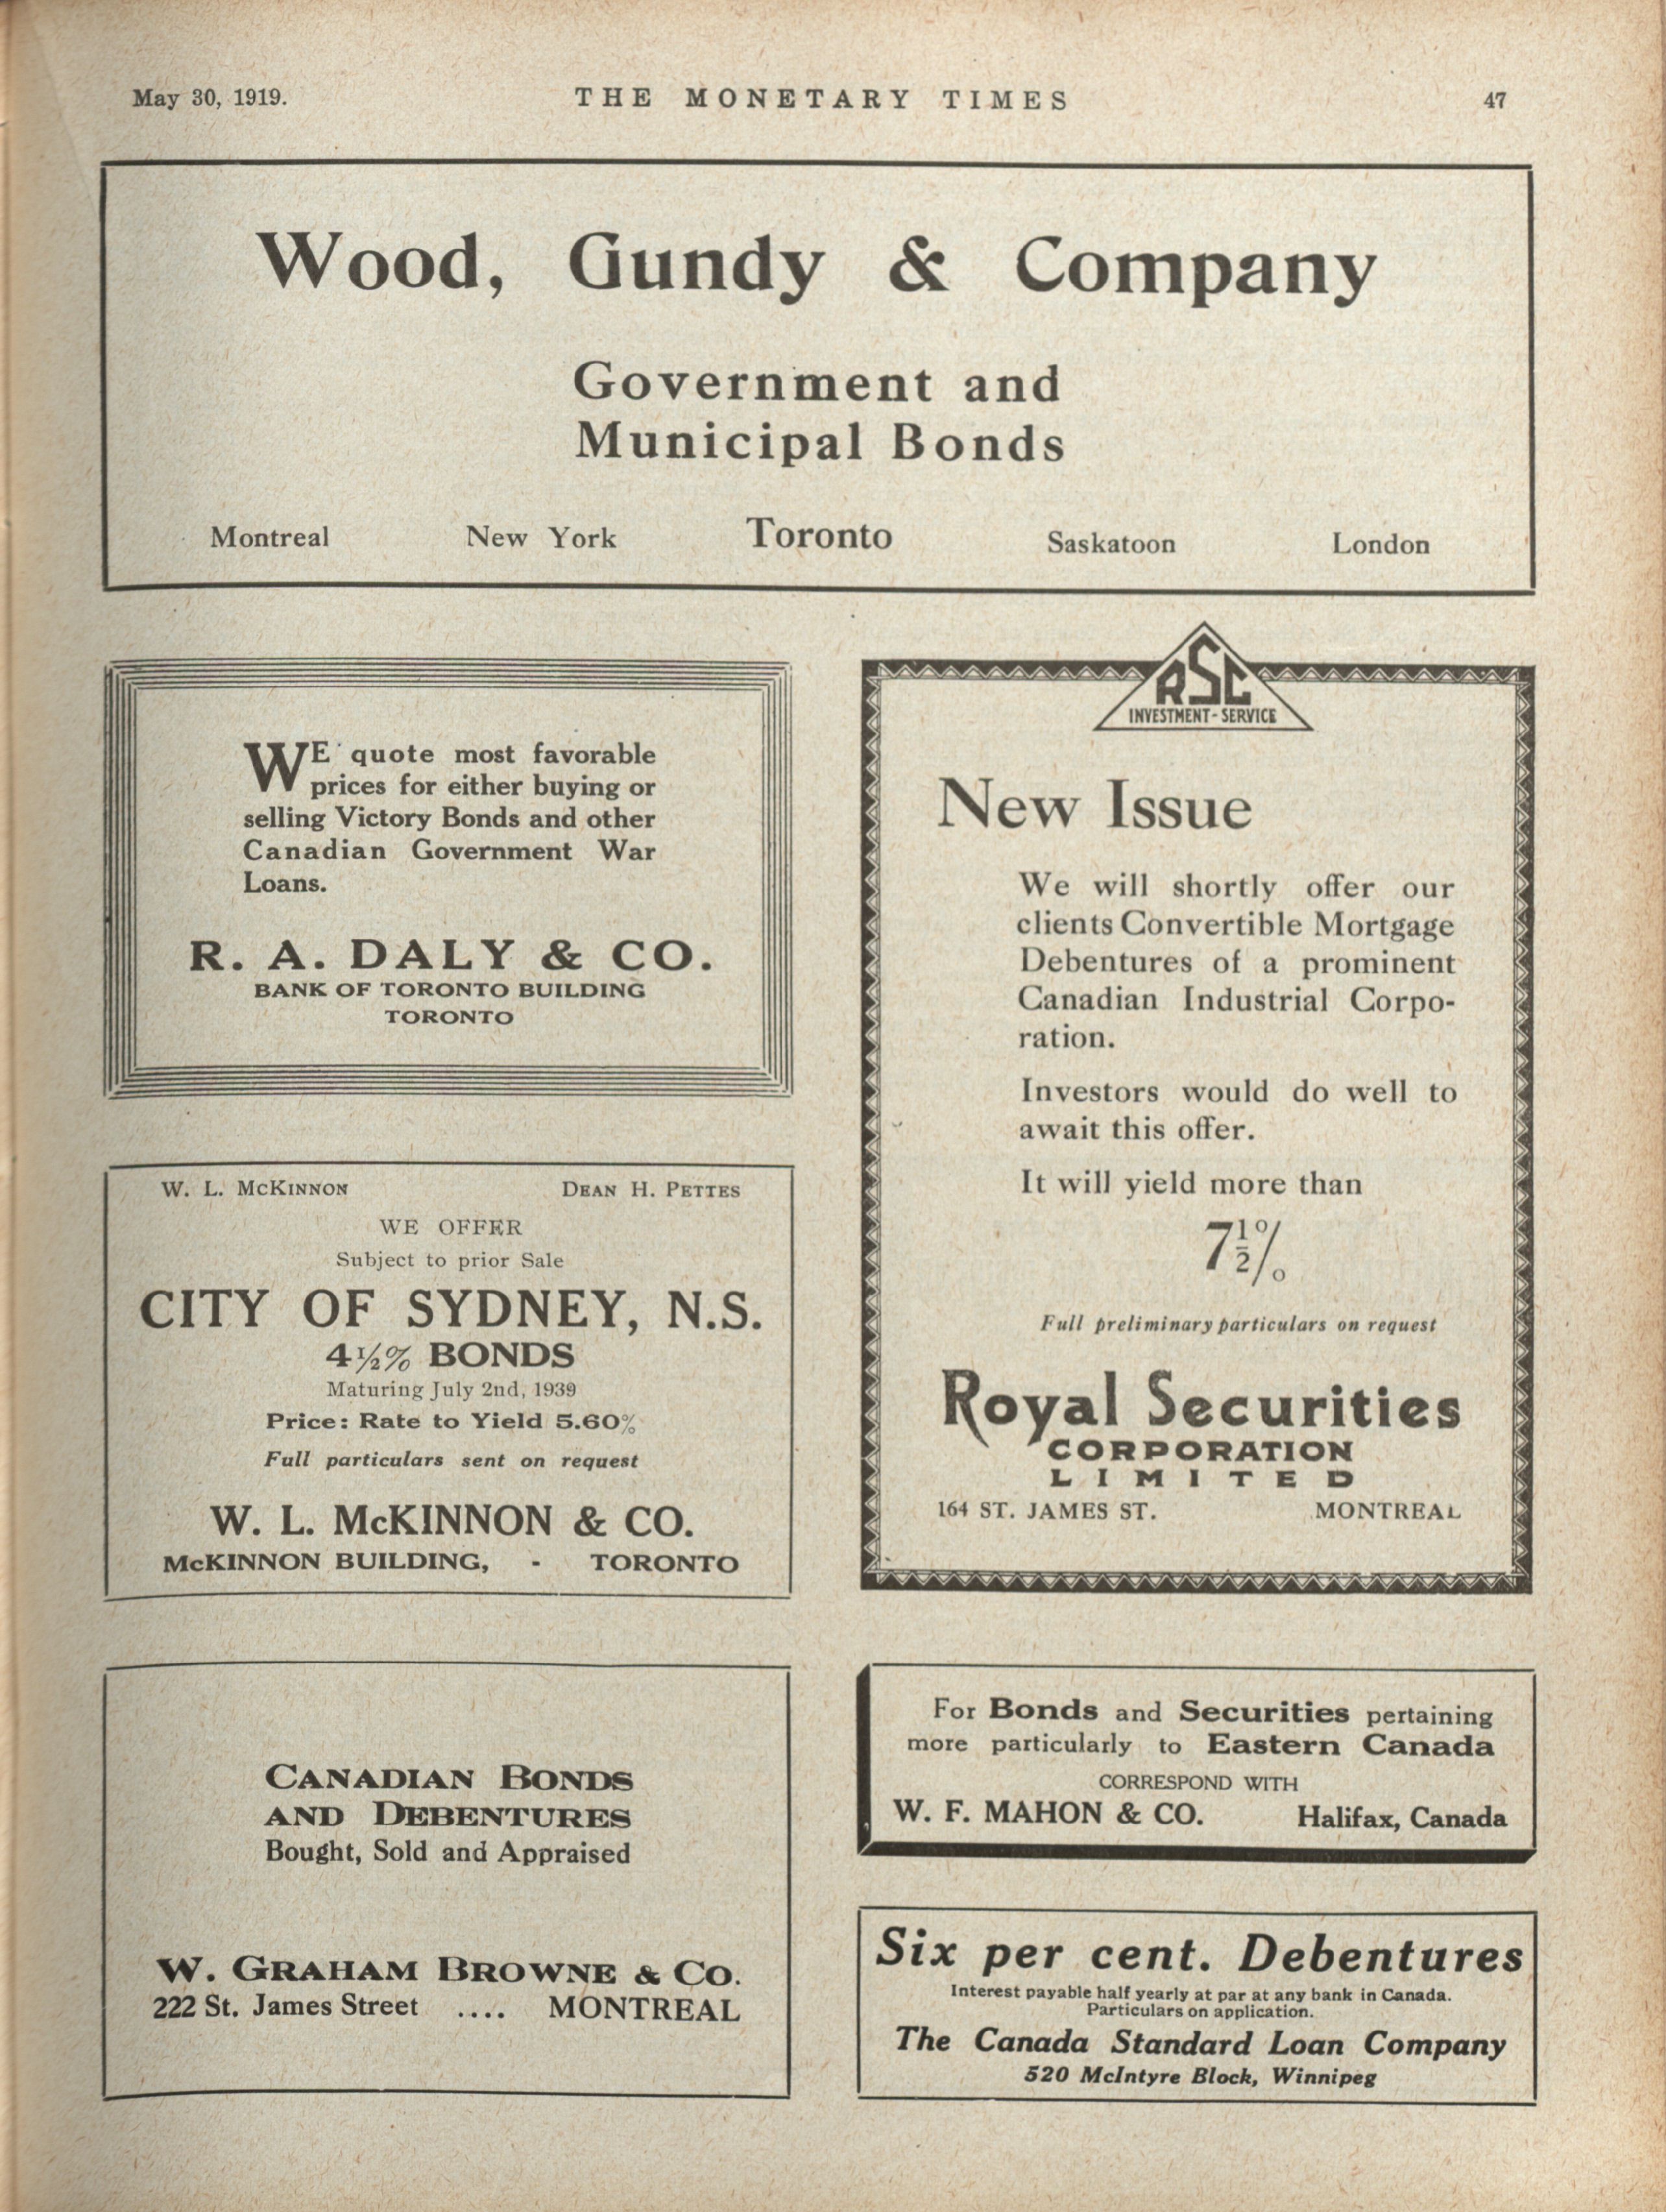 May 30, 1919.
THE MONETARY TIMES
47
Wood, Gundy & Company
Government and
Municipal Bonds
Montreal New York Toronto Saskatoon London
WE quote most favorable
prices for either buying or
selling Victory Bonds and other
Canadian Government War
Loans.
R. A. DALY & CO.
BANK OF TORONTO BUILDING
TORONTO
W. L. McKINNON DEAN H. PETTES
WE OFFER
Subject to prior Sale
CITY OF SYDNEY, N.S.
4½% BONDS
Maturing July 2nd, 1939
Price: Rate to Yield 5.60%
Full particulars sent on request
W. L. McKINNON & CO.
McKINNON BUILDING, - TORONTO
CANADIAN BONDS
AND DEBENTURES
Bought, Sold and Appraised
W. GRAHAM BROWNE & CO.
222 St. James Street .... MONTREAL
RSC
INVESTMENT-SERVICE
New Issue
We will shortly offer our
clients Convertible Mortgage
Debentures of a prominent
Canadian Industrial Corpo-
ration.
Investors would do well to
await this offer.
It will yield more than
7½%
Full preliminary particulars on request
Royal Securities
CORPORATION
LIMITED
164 ST. JAMES ST. MONTREAL
For Bonds and Securities pertaining
more particularly to Eastern Canada
CORRESPOND WITH
W. F. MAHON & CO. Halifax, Canada
Six per cent. Debentures
Interest payable half yearly at par at any bank in Canada.
Particulars on application.
The Canada Standard Loan Company
520 McIntyre Block, Winnipeg